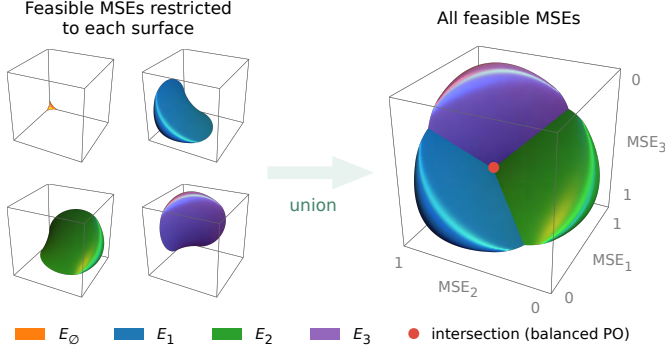 Feasible MSEs restricted
to each surface
All feasible MSEs
union
0
MSE₃
1
1
MSE₁
0
1
MSE₂
0
E∅
E₁
E₂
E₃
intersection (balanced PO)